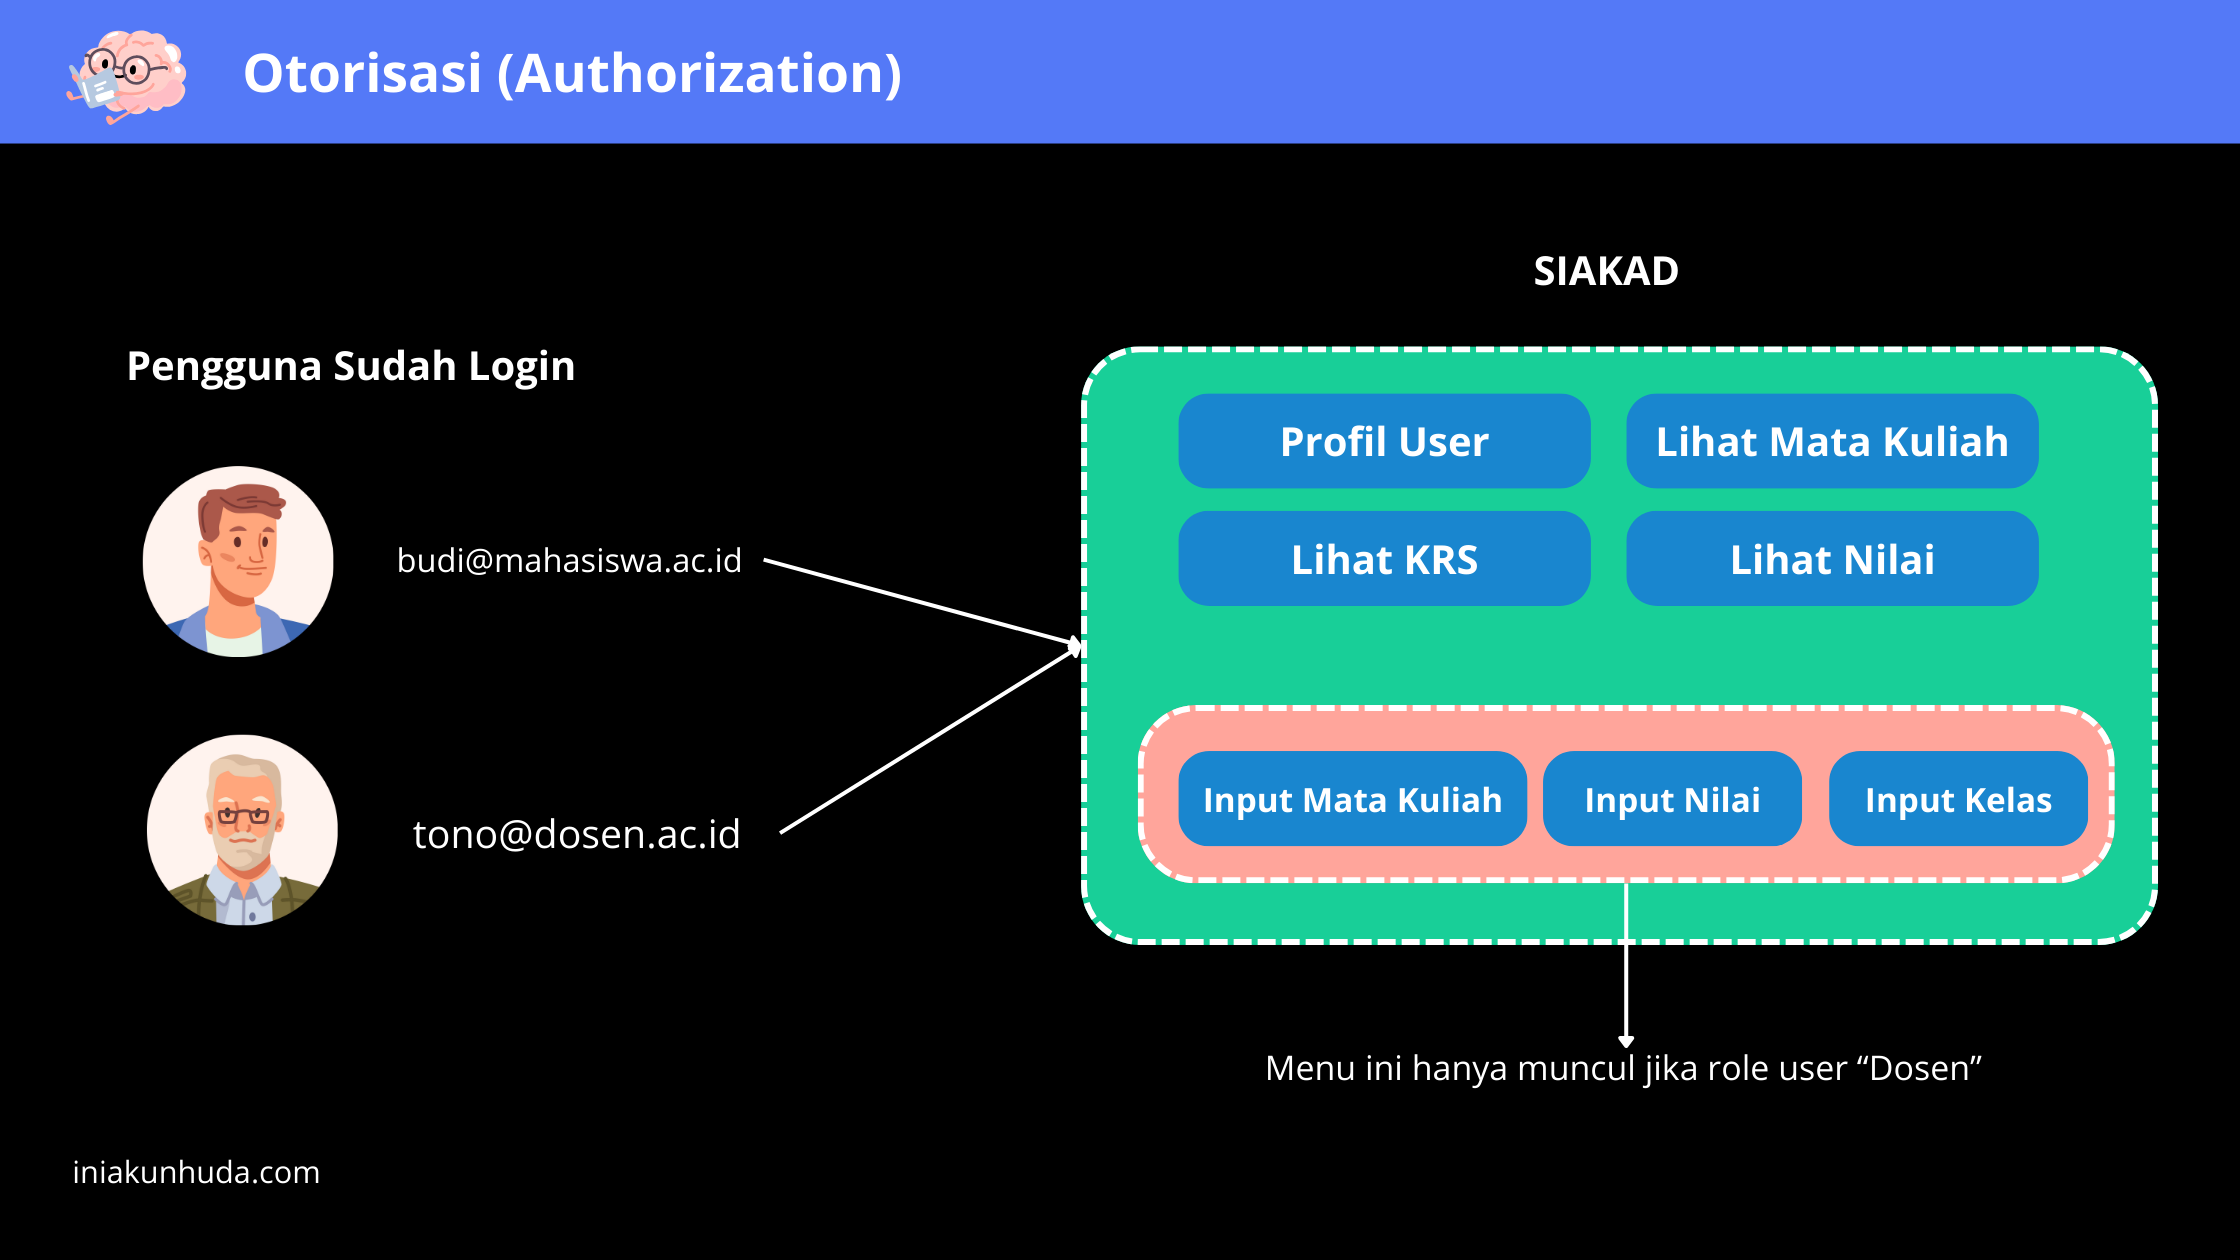 Otorisasi (Authorization)
SIAKAD
Pengguna Sudah Login
Profil User
Lihat Mata Kuliah
Lihat KRS
Lihat Nilai
budi@mahasiswa.ac.id
Input Mata Kuliah
Input Nilai
Input Kelas
tono@dosen.ac.id
Menu ini hanya muncul jika role user “Dosen”
iniakunhuda.com